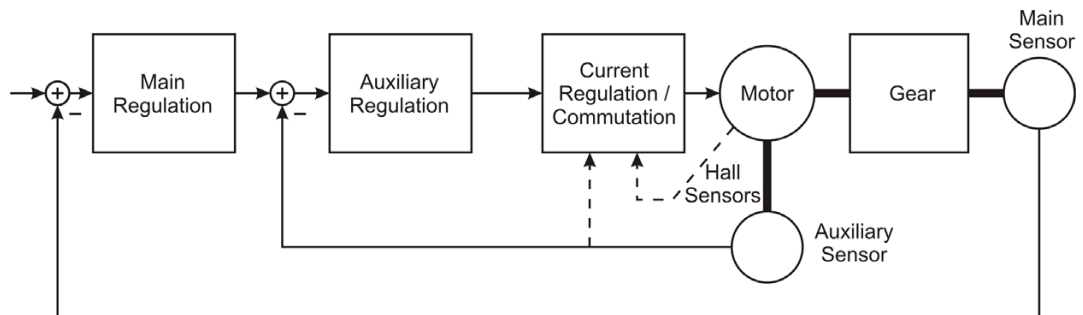 Main
Sensor
Main
Regulation
Auxiliary
Regulation
Current
Regulation /
Commutation
Motor
Gear
Hall
Sensors
Auxiliary
Sensor
+
−
+
−